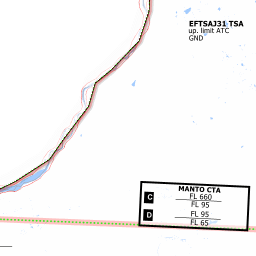 EFTSAJ31 TSA
up. limit ATC
GND
MANTO CTA
C FL 660
FL 95
D FL 95
FL 65